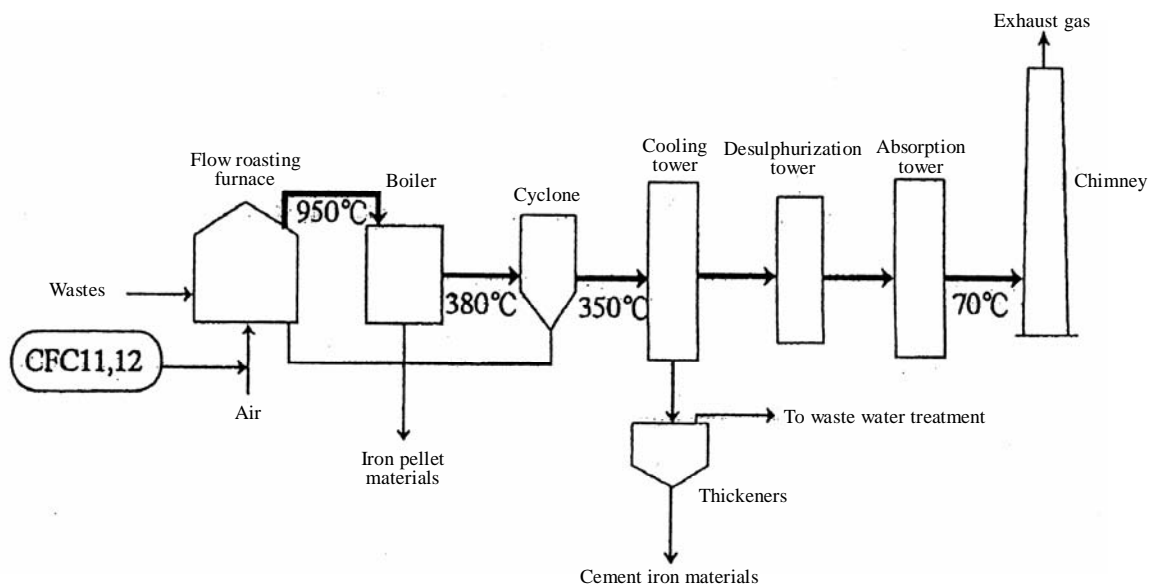 Exhaust gas
Cooling
tower
Desulphurization
tower
Absorption
tower
Flow roasting
furnace
Boiler
Chimney
Cyclone
950°C
Wastes
380°C
350°C
70°C
CFC11,12
Air
To waste water treatment
Iron pellet
materials
Thickeners
Cement iron materials